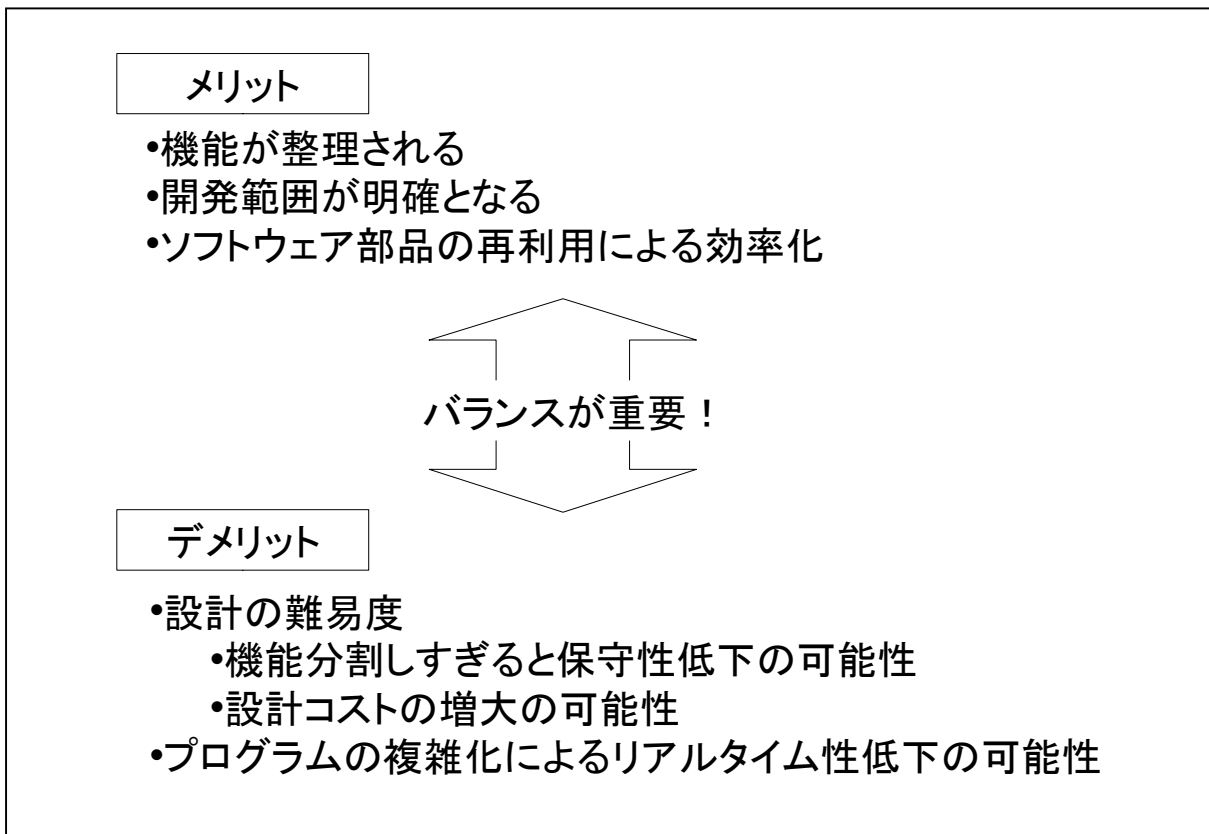 メリット
•機能が整理される
•開発範囲が明確となる
•ソフトウェア部品の再利用による効率化
バランスが重要！
デメリット
•設計の難易度
•機能分割しすぎると保守性低下の可能性
•設計コストの増大の可能性
•プログラムの複雑化によるリアルタイム性低下の可能性